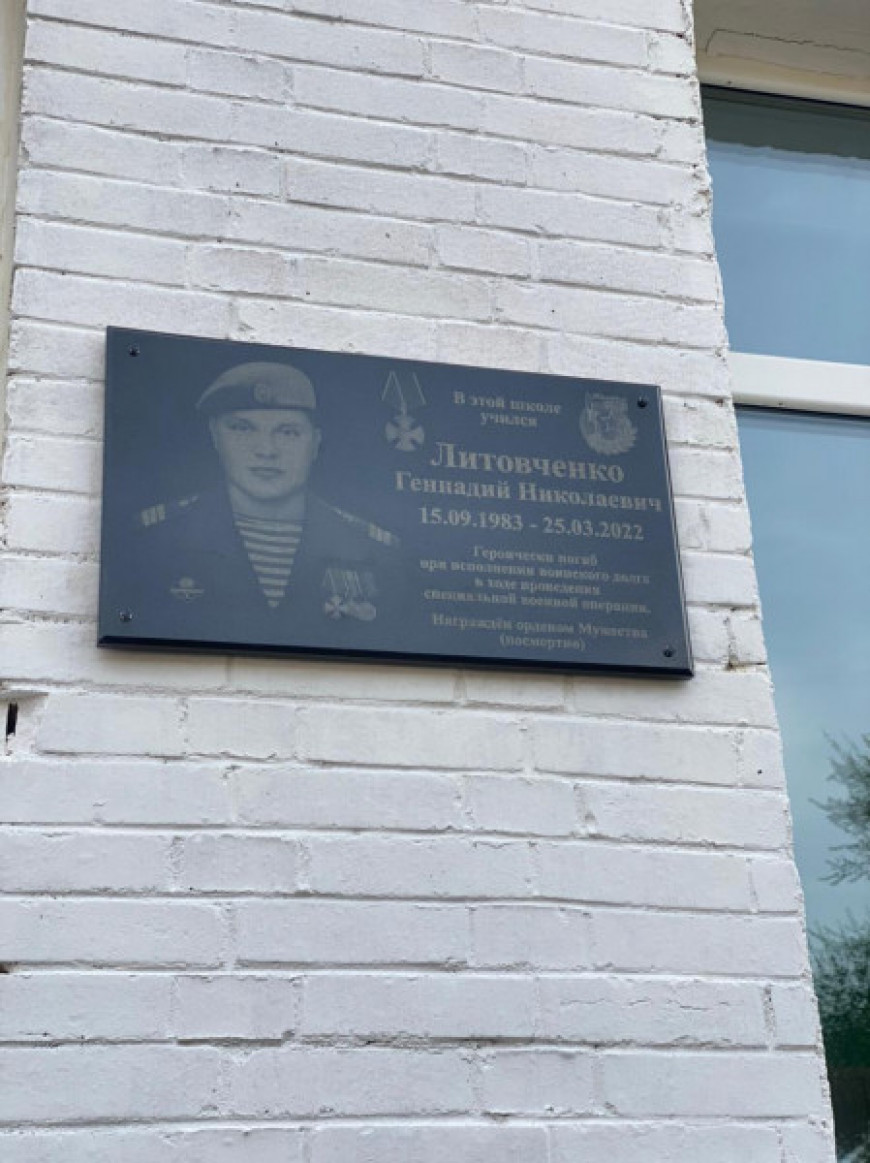 В этой школе
учился
Литовченко
Геннадий Николаевич
15.09.1983 - 25.03.2022
Героически погиб
при исполнении воинского долга
в ходе проведения
специальной военной операции.
Награждён орденом Мужества
(посмертно)